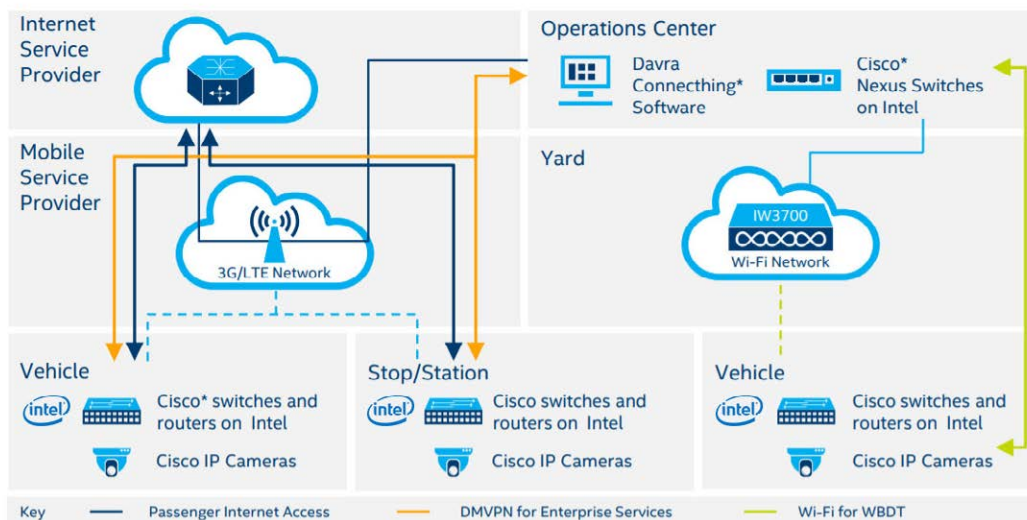 Internet
Service
Provider
Operations Center
Davra
Connecthing*
Software
Cisco*
Nexus Switches
on Intel
Mobile
Service
Provider
3G/LTE Network
Yard
IW3700
Wi-Fi Network
Vehicle
intel
Cisco* switches and
routers on Intel
Cisco IP Cameras
Stop/Station
intel
Cisco switches and
routers on Intel
Cisco IP Cameras
Vehicle
intel
Cisco switches and
routers on Intel
Cisco IP Cameras
Key
Passenger Internet Access
DMVPN for Enterprise Services
Wi-Fi for WBDT